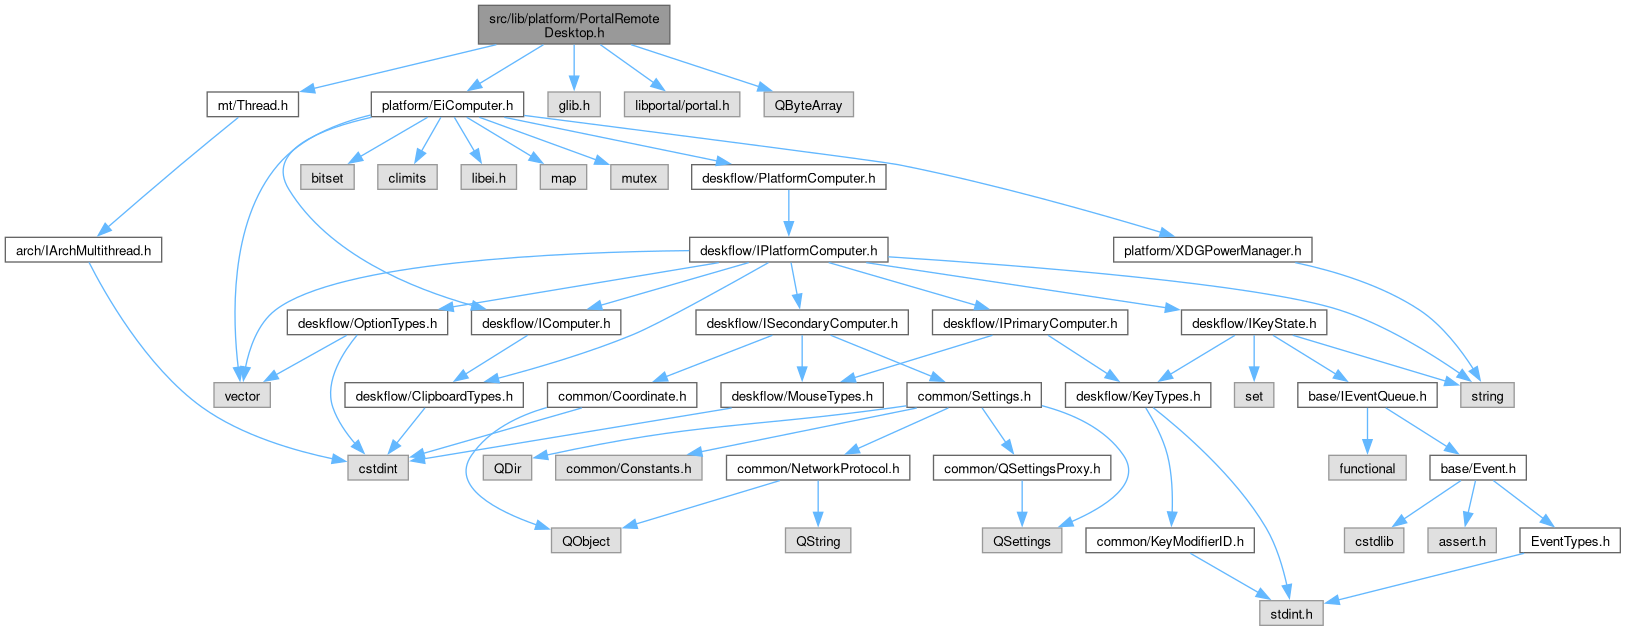 src/lib/platform/PortalRemote
Desktop.h
mt/Thread.h
platform/EiComputer.h
glib.h
libportal/portal.h
QByteArray
bitset
climits
libei.h
map
mutex
deskflow/PlatformComputer.h
arch/IArchMultithread.h
deskflow/IPlatformComputer.h
platform/XDGPowerManager.h
deskflow/OptionTypes.h
deskflow/IComputer.h
deskflow/ISecondaryComputer.h
deskflow/IPrimaryComputer.h
deskflow/IKeyState.h
vector
deskflow/ClipboardTypes.h
common/Coordinate.h
deskflow/MouseTypes.h
common/Settings.h
deskflow/KeyTypes.h
set
base/IEventQueue.h
string
cstdint
QDir
common/Constants.h
common/NetworkProtocol.h
common/QSettingsProxy.h
functional
base/Event.h
QObject
QString
QSettings
common/KeyModifierID.h
cstdlib
assert.h
EventTypes.h
stdint.h